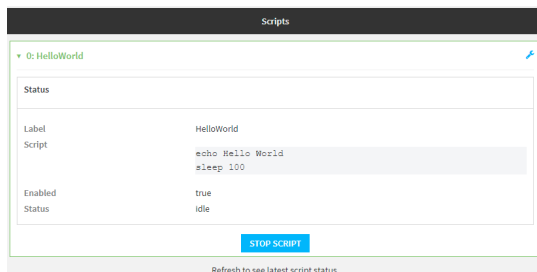 Scripts
0: HelloWorld
Status
Label HelloWorld
Script
echo Hello World
sleep 100
Enabled true
Status idle
STOP SCRIPT
Refresh to see latest script status